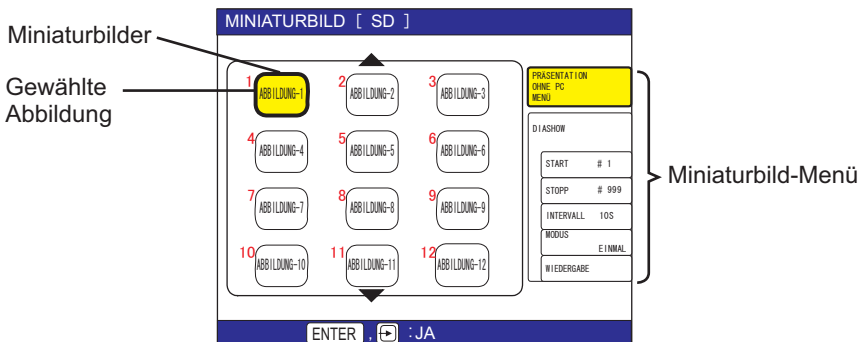 MINIATURBILD [ SD ]
Miniaturbilder
Gewählte
Abbildung
1 ABBILDUNG-1
2 ABBILDUNG-2
3 ABBILDUNG-3
4 ABBILDUNG-4
5 ABBILDUNG-5
6 ABBILDUNG-6
7 ABBILDUNG-7
8 ABBILDUNG-8
9 ABBILDUNG-9
10 ABBILDUNG-10
11 ABBILDUNG-11
12 ABBILDUNG-12
PRÄSENTATION
OHNE PC
MENÜ
DIASHOW
START # 1
STOPP # 999
INTERVALL 10S
MODUS
EINMAL
WIEDERGABE
Miniaturbild-Menü
ENTER , : JA